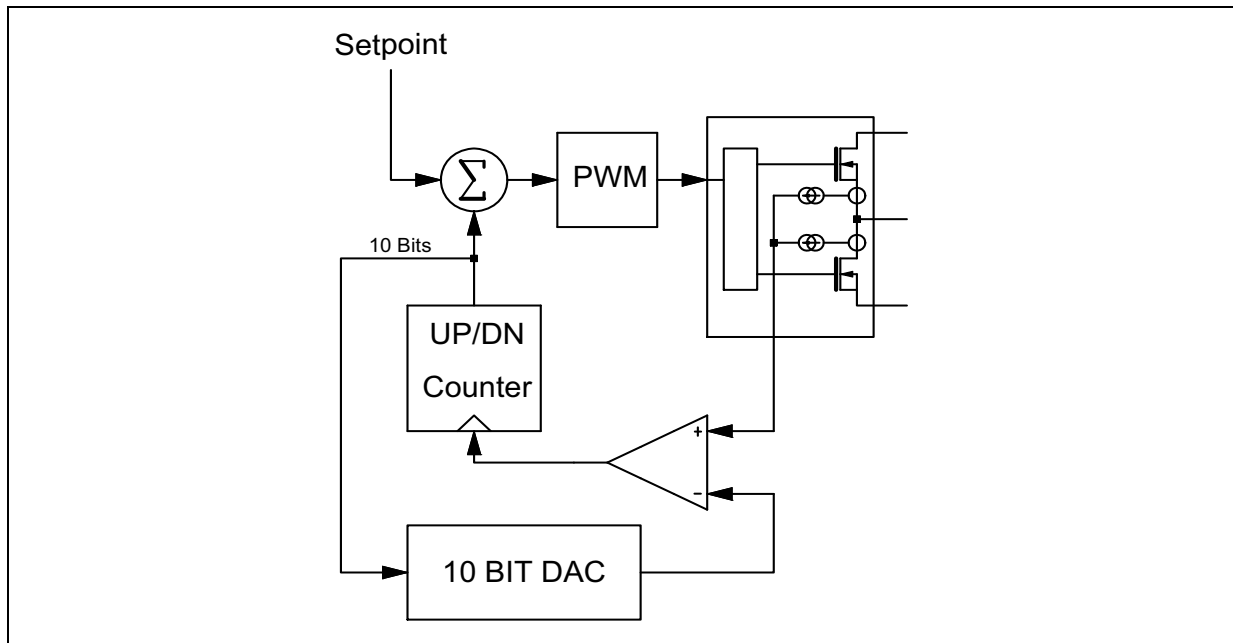 Setpoint
Σ
PWM
10 Bits
UP/DN
Counter
+
−
10 BIT DAC